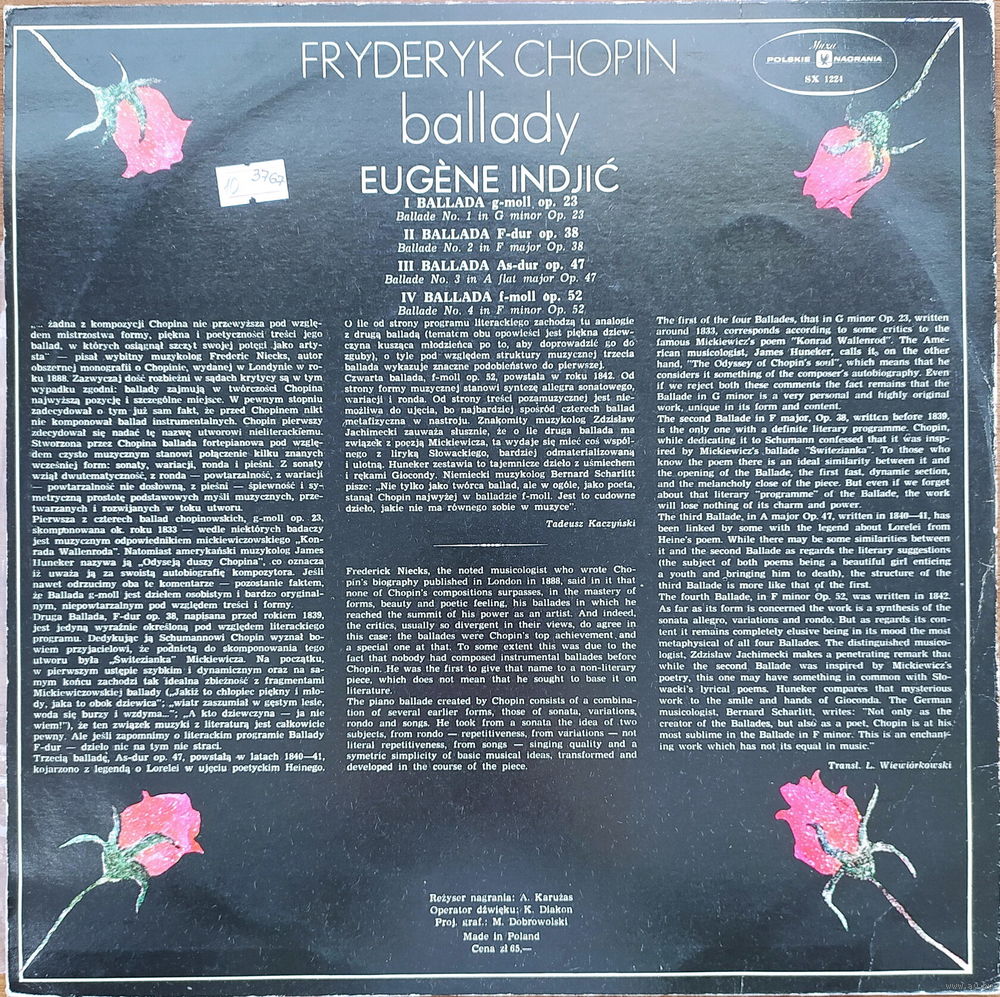 FRYDERYK CHOPIN
ballady
EUGÈNE INDJIĆ
Muza
POLSKIE NAGRANIA
SX 1221
10 3767
I BALLADA g-moll op. 23
Ballade No. 1 in G minor Op. 23
II BALLADA F-dur op. 38
Ballade No. 2 in F major Op. 38
III BALLADA As-dur op. 47
Ballade No. 3 in A flat major Op. 47
IV BALLADA f-moll op. 52
Ballade No. 4 in F minor Op. 52
żadna z kompozycji Chopina nie przewyższa pod wzglę-
dem mistrzostwa formy, piękna i poetyczności treści jego
ballad, w których osiągnął szczyt swojej potęgi jako arty-
sta" — pisał wybitny muzykolog Frederic Niecks, autor
obszernej monografii o Chopinie, wydanej w Londynie w ro-
ku 1888. Zazwyczaj dość rozbieżni w sądach krytycy są w tym
wypadku zgodni: ballady zajmują w twórczości Chopina
najwyższą pozycję i szczególne miejsce. W pewnym stopniu
zadecydował o tym już sam fakt, że przed Chopinem nikt
nie komponował ballad instrumentalnych. Chopin pierwszy
zdecydował się nadać tę nazwę utworowi nieliterackiemu.
Stworzona przez Chopina ballada fortepianowa pod wzglę-
dem czysto muzycznym stanowi połączenie kilku znanych
wcześniej form: sonaty, wariacji, ronda i pieśni. Z sonaty
wziął dwutematyczność, z ronda — powtarzalność, z wariacji
— powtarzalność nie dosłowną, z pieśni — śpiewność i sy-
metryczną prostotę podstawowych myśli muzycznych, prze-
twarzanych i rozwijanych w toku utworu.
Pierwsza z czterech ballad chopinowskich, g-moll op. 23,
skomponowana ok. roku 1833 — wedle niektórych badaczy
jest muzycznym odpowiednikiem mickiewiczowskiego „Kon-
rada Wallenroda". Natomiast amerykański muzykolog James
Huneker nazywa ją „Odyseją duszy Chopina", co oznacza
iż uważa ją za swoistą autobiografię kompozytora. Jeśli
nawet odrzucimy oba te komentarze — pozostanie faktem,
że Ballada g-moll jest dziełem osobistym i bardzo oryginal-
nym, niepowtarzalnym pod względem treści i formy.
Druga Ballada, F-dur op. 38, napisana przed rokiem 1839,
jest jedyną wyraźnie określoną pod względem literackiego
programu. Dedykując ją Schumannowi Chopin wyznał bo-
wiem przyjacielowi, że podnietą do skomponowania tego
utworu była „Świtezianka" Mickiewicza. Na początku,
w pierwszym ustępie szybkim i dynamicznym oraz na sa-
mym końcu zachodzi tak idealna zbieżność z fragmentami
Mickiewiczowskiej ballady („Jakiż to chłopiec piękny i mło-
dy, jaka to obok dziewica"; „wiatr zaszumiał w gęstym lesie,
woda się burzy i wzdyma..."; „A kto dziewczyna — ja nie
wiem!"), że ten związek muzyki z literaturą jest całkowicie
pewny. Ale jeśli zapomnimy o literackim programie Ballady
F-dur — dzieło nic na tym nie straci.
Trzecia balladę, As-dur op. 47, powstałą w latach 1840—41,
kojarzono z legendą o Lorelei w ujęciu poetyckim Heinego.
O ile od strony programu literackiego zachodzą tu analogie
z drugą balladą (tematem obu opowieści jest piękna dziew-
czyna kusząca młodzieńca po to, aby doprowadzić go do
zguby), o tyle pod względem struktury muzycznej trzecia
ballada wykazuje znaczne podobieństwo do pierwszej.
Czwarta ballada, f-moll op. 52, powstała w roku 1842. Od
strony formy muzycznej stanowi syntezę allegra sonatowego,
wariacji i ronda. Od strony treści pozamuzycznej jest nie-
możliwa do ujęcia, bo najbardziej spośród czterech ballad
metafizyczna w nastroju. Znakomity muzykolog Zdzisław
Jachimecki zauważa słusznie, że o ile druga ballada ma
związek z poezją Mickiewicza, ta wydaje się mieć coś wspól-
nego z liryką Słowackiego, bardziej odmaterializowaną
i ulotną. Huneker zestawia to tajemnicze dzieło z uśmiechem
i rękami Giocondy. Niemiecki muzykolog Bernard Scharlitt
pisze: „Nie tylko jako twórca ballad, ale w ogóle, jako poeta,
stanął Chopin najwyżej w balladzie f-moll. Jest to cudowne
dzieło, jakie nie ma równego sobie w muzyce".
Tadeusz Kaczyński
Frederick Niecks, the noted musicologist who wrote Cho-
pin's biography published in London in 1888, said in it that
none of Chopin's compositions surpasses, in the mastery of
forms, beauty and poetic feeling, his ballades in which he
reached the summit of his power as an artist. And indeed,
the critics, usually so divergent in their views, do agree in
this case: the ballades were Chopin's top achievement and
a special one at that. To some extent this was due to the
fact that nobody had composed instrumental ballades before
Chopin. He was the first to give that name to a non-literary
piece, which does not mean that he sought to base it on
literature.
The piano ballade created by Chopin consists of a combina-
tion of several earlier forms, those of sonata, variations,
rondo and songs. He took from a sonata the idea of two
subjects, from rondo — repetitiveness, from variations — not
literal repetitiveness, from songs — singing quality and a
symetric simplicity of basic musical ideas, transformed and
developed in the course of the piece.
The first of the four Ballades, that in G minor Op. 23, written
around 1833, corresponds according to some critics to the
famous Mickiewicz's poem "Konrad Wallenrod". The Ame-
rican musicologist, James Huneker, calls it, on the other
hand, "The Odyssey of Chopin's soul", which means that he
considers it something of the composer's autobiography. Even
if we reject both these comments the fact remains that the
Ballade in G minor is a very personal and highly original
work, unique in its form and content.
The second Ballade in F major, Op. 38, written before 1839,
is the only one with a definite literary programme. Chopin,
while dedicating it to Schumann confessed that it was insp-
ired by Mickiewicz's ballade "Świtezianka". To those who
know the poem there is an ideal similarity between it and
the opening of the Ballade, the first fast, dynamic section,
and the melancholy close of the piece. But even if we forget
about that literary "programme" of the Ballade, the work
will lose nothing of its charm and power.
The third Ballade, in A major Op. 47, written in 1840—41, has
been linked by some with the legend about Lorelei from
Heine's poem. While there may be some similarities between
it and the second Ballade as regards the literary suggestions
(the subject of both poems being a beautiful girl enticing
a youth and bringing him to death), the structure of the
third Ballade is more like that of the first.
The fourth Ballade, in F minor Op. 52, was written in 1842.
As far as its form is concerned the work is a synthesis of the
sonata allegro, variations and rondo. But as regards its con-
tent it remains completely elusive being in its mood the most
metaphysical of all four Ballades. The distinguished musico-
logist, Zdzisław Jachimecki makes a penetrating remark that
while the second Ballade was inspired by Mickiewicz's
poetry, this one may have something in common with Sło-
wacki's lyrical poems. Huneker compares that mysterious
work to the smile and hands of Gioconda. The German
musicologist, Bernard Scharlitt, writes: "Not only as the
creator of the Ballades, but also as a poet, Chopin is at his
most sublime in the Ballade in F minor. This is an enchant-
ing work which has not its equal in music."
Transl. L. Wiewiórkowski
Reżyser nagrania: A. Karużas
Operator dźwięku: K. Diakon
Proj. graf.: M. Dobrowolski
Made in Poland
Cena zł 65,—